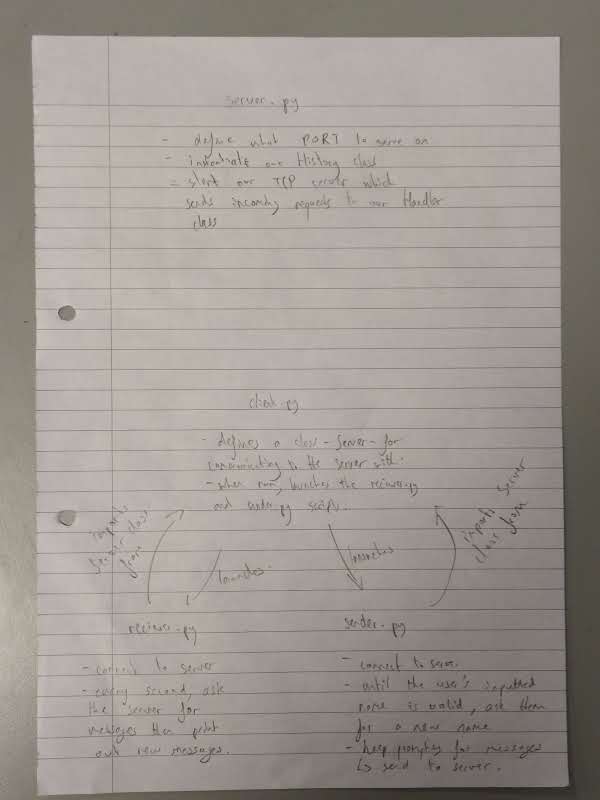 server.py
- define what PORT to serve on
- instantiate our History class
- start our TCP server which
sends incoming requests to our Handler
class
client.py
- defines a class - Server - for
communicating to the server with.
- when run, launches the reciever.py
and sender.py scripts.
imports
Server class
from
launches
launches
imports Server
class from
reciever.py
- connect to server
- every second, ask
the server for
messages then print
out new messages.
sender.py
- connect to server.
- until the user's inputted
name is valid, ask them
for a new name
- keep prompting for messages
↳ send to server.